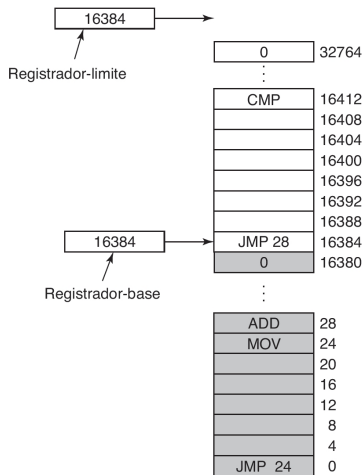 16384
Registrador-limite
0 32764
CMP 16412
16408
16404
16400
16396
16392
16388
16384 JMP 28 16384
0 16380
Registrador-base
ADD 28
MOV 24
20
16
12
8
4
JMP 24 0